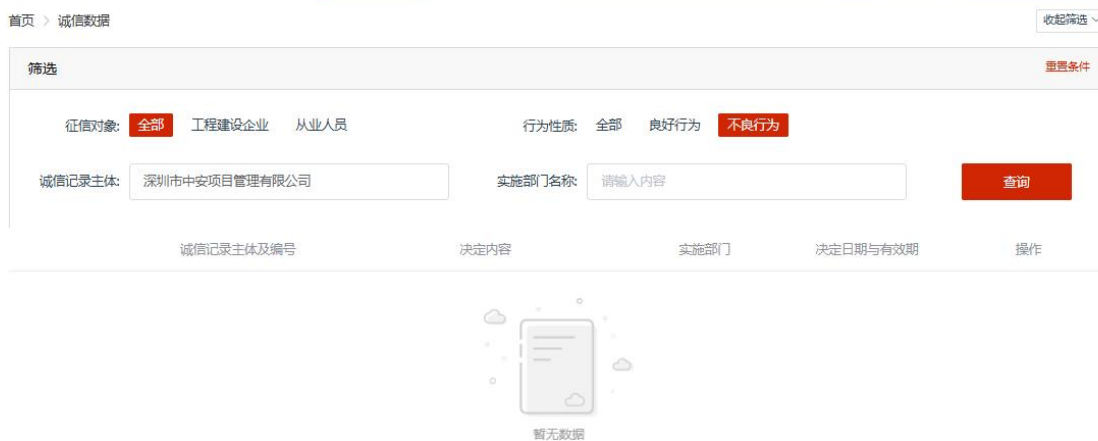 首页 > 诚信数据 收起筛选
筛选 重置条件
征信对象: 全部 工程建设企业 从业人员 行为性质: 全部 良好行为 不良行为
诚信记录主体: 深圳市中安项目管理有限公司 实施部门名称: 请输入内容 查询
诚信记录主体及编号 决定内容 实施部门 决定日期与有效期 操作
暂无数据